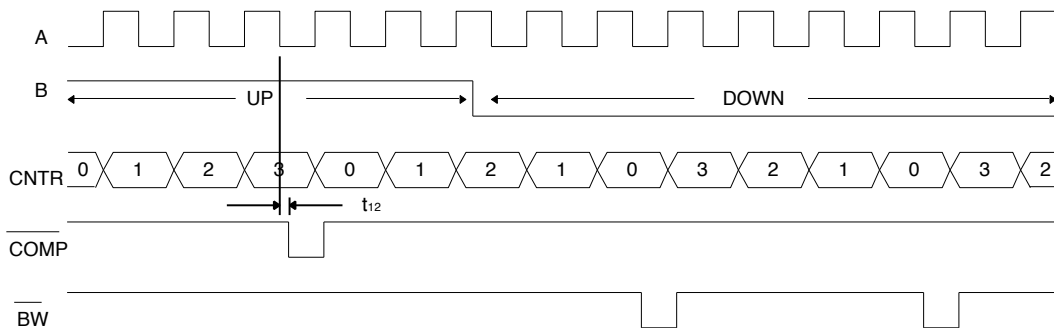 A
B
UP
DOWN
CNTR
0 1 2 3 0 1 2 1 0 3 2 1 0 3 2
t12
COMP
BW